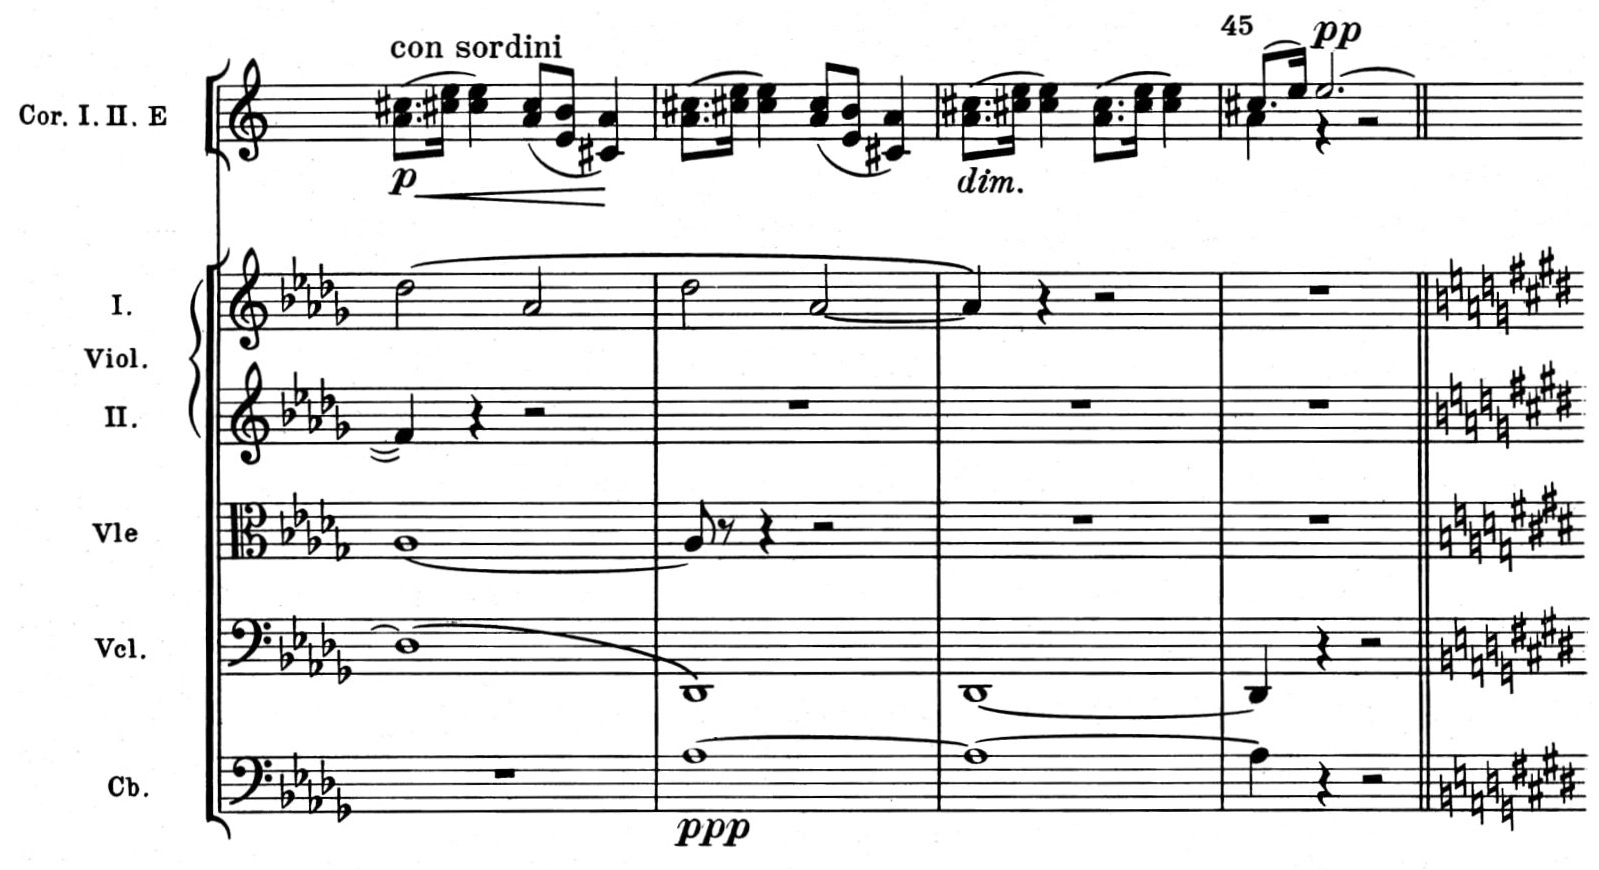 45 pp
con sordini
Cor. I. II. E
p
dim.
I.
Viol.
II.
Vle
Vcl.
Cb.
ppp